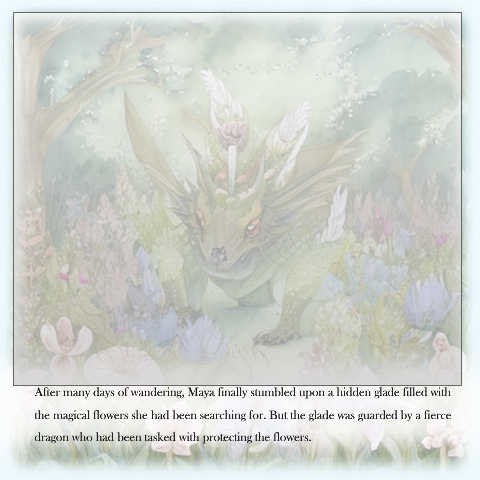 After many days of wandering, Maya finally stumbled upon a hidden glade filled with
the magical flowers she had been searching for. But the glade was guarded by a fierce
dragon who had been tasked with protecting the flowers.